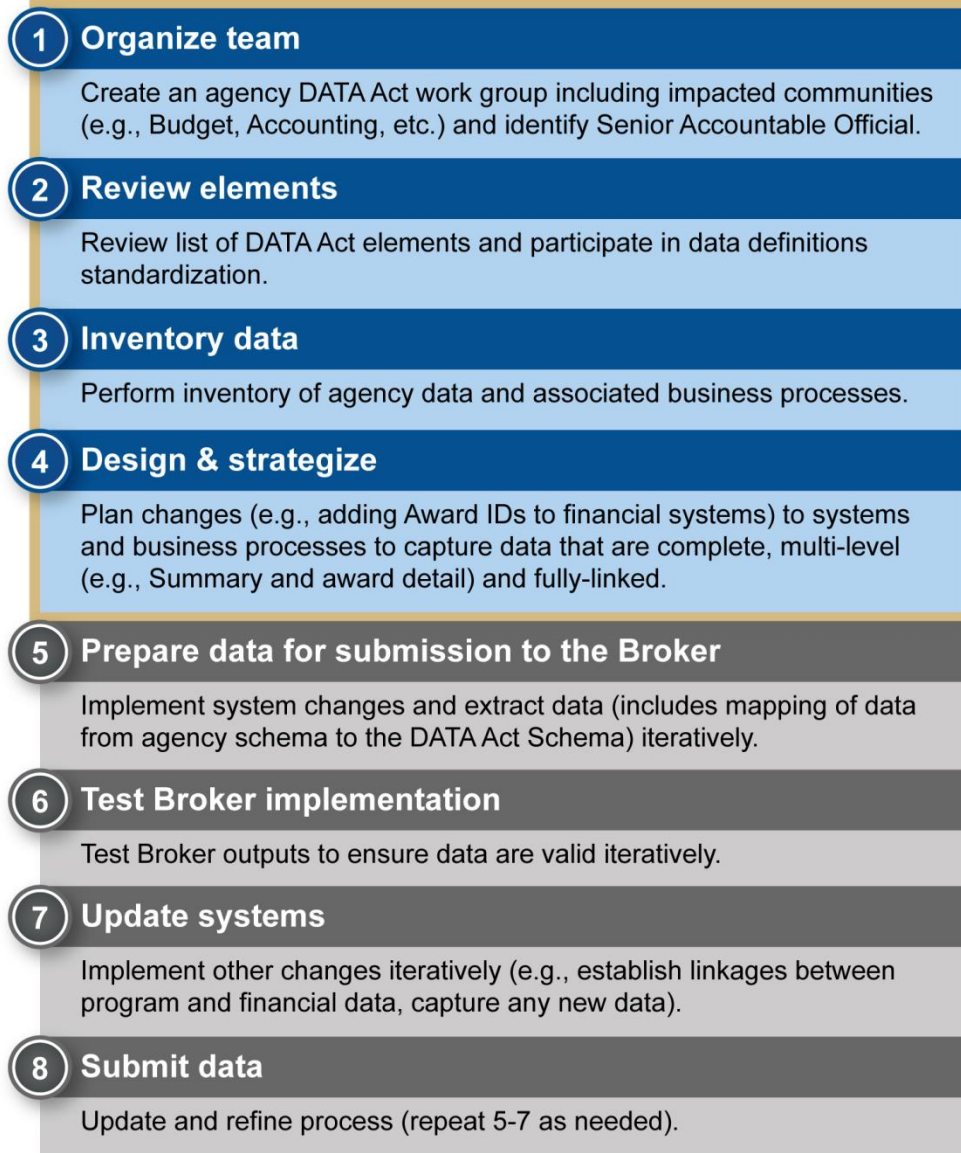 1 Organize team
Create an agency DATA Act work group including impacted communities
(e.g., Budget, Accounting, etc.) and identify Senior Accountable Official.
2 Review elements
Review list of DATA Act elements and participate in data definitions
standardization.
3 Inventory data
Perform inventory of agency data and associated business processes.
4 Design & strategize
Plan changes (e.g., adding Award IDs to financial systems) to systems
and business processes to capture data that are complete, multi-level
(e.g., Summary and award detail) and fully-linked.
5 Prepare data for submission to the Broker
Implement system changes and extract data (includes mapping of data
from agency schema to the DATA Act Schema) iteratively.
6 Test Broker implementation
Test Broker outputs to ensure data are valid iteratively.
7 Update systems
Implement other changes iteratively (e.g., establish linkages between
program and financial data, capture any new data).
8 Submit data
Update and refine process (repeat 5-7 as needed).